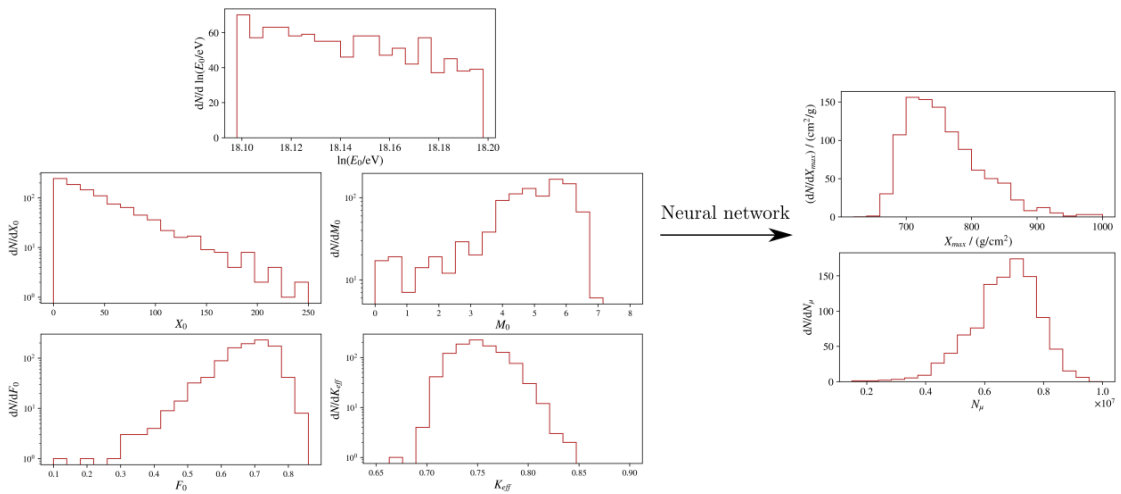 dN/d ln(E₀/eV)
60
40
20
0
18.10 18.12 18.14 18.16 18.18 18.20
ln(E₀/eV)
dN/dX₀
10²
10¹
10⁰
0 50 100 150 200 250
X₀
dN/dM₀
10²
10¹
0 1 2 3 4 5 6 7 8
M₀
dN/dF₀
10²
10¹
10⁰
0.1 0.2 0.3 0.4 0.5 0.6 0.7 0.8
F₀
dN/dK_eff
10²
10¹
10⁰
0.65 0.70 0.75 0.80 0.85 0.90
K_eff
Neural network
(dN/dX_max) / (cm²/g)
150
100
50
0
700 800 900 1000
X_max / (g/cm²)
dN/dN_μ
150
100
50
0
0.2 0.4 0.6 0.8 1.0
×10⁷
N_μ